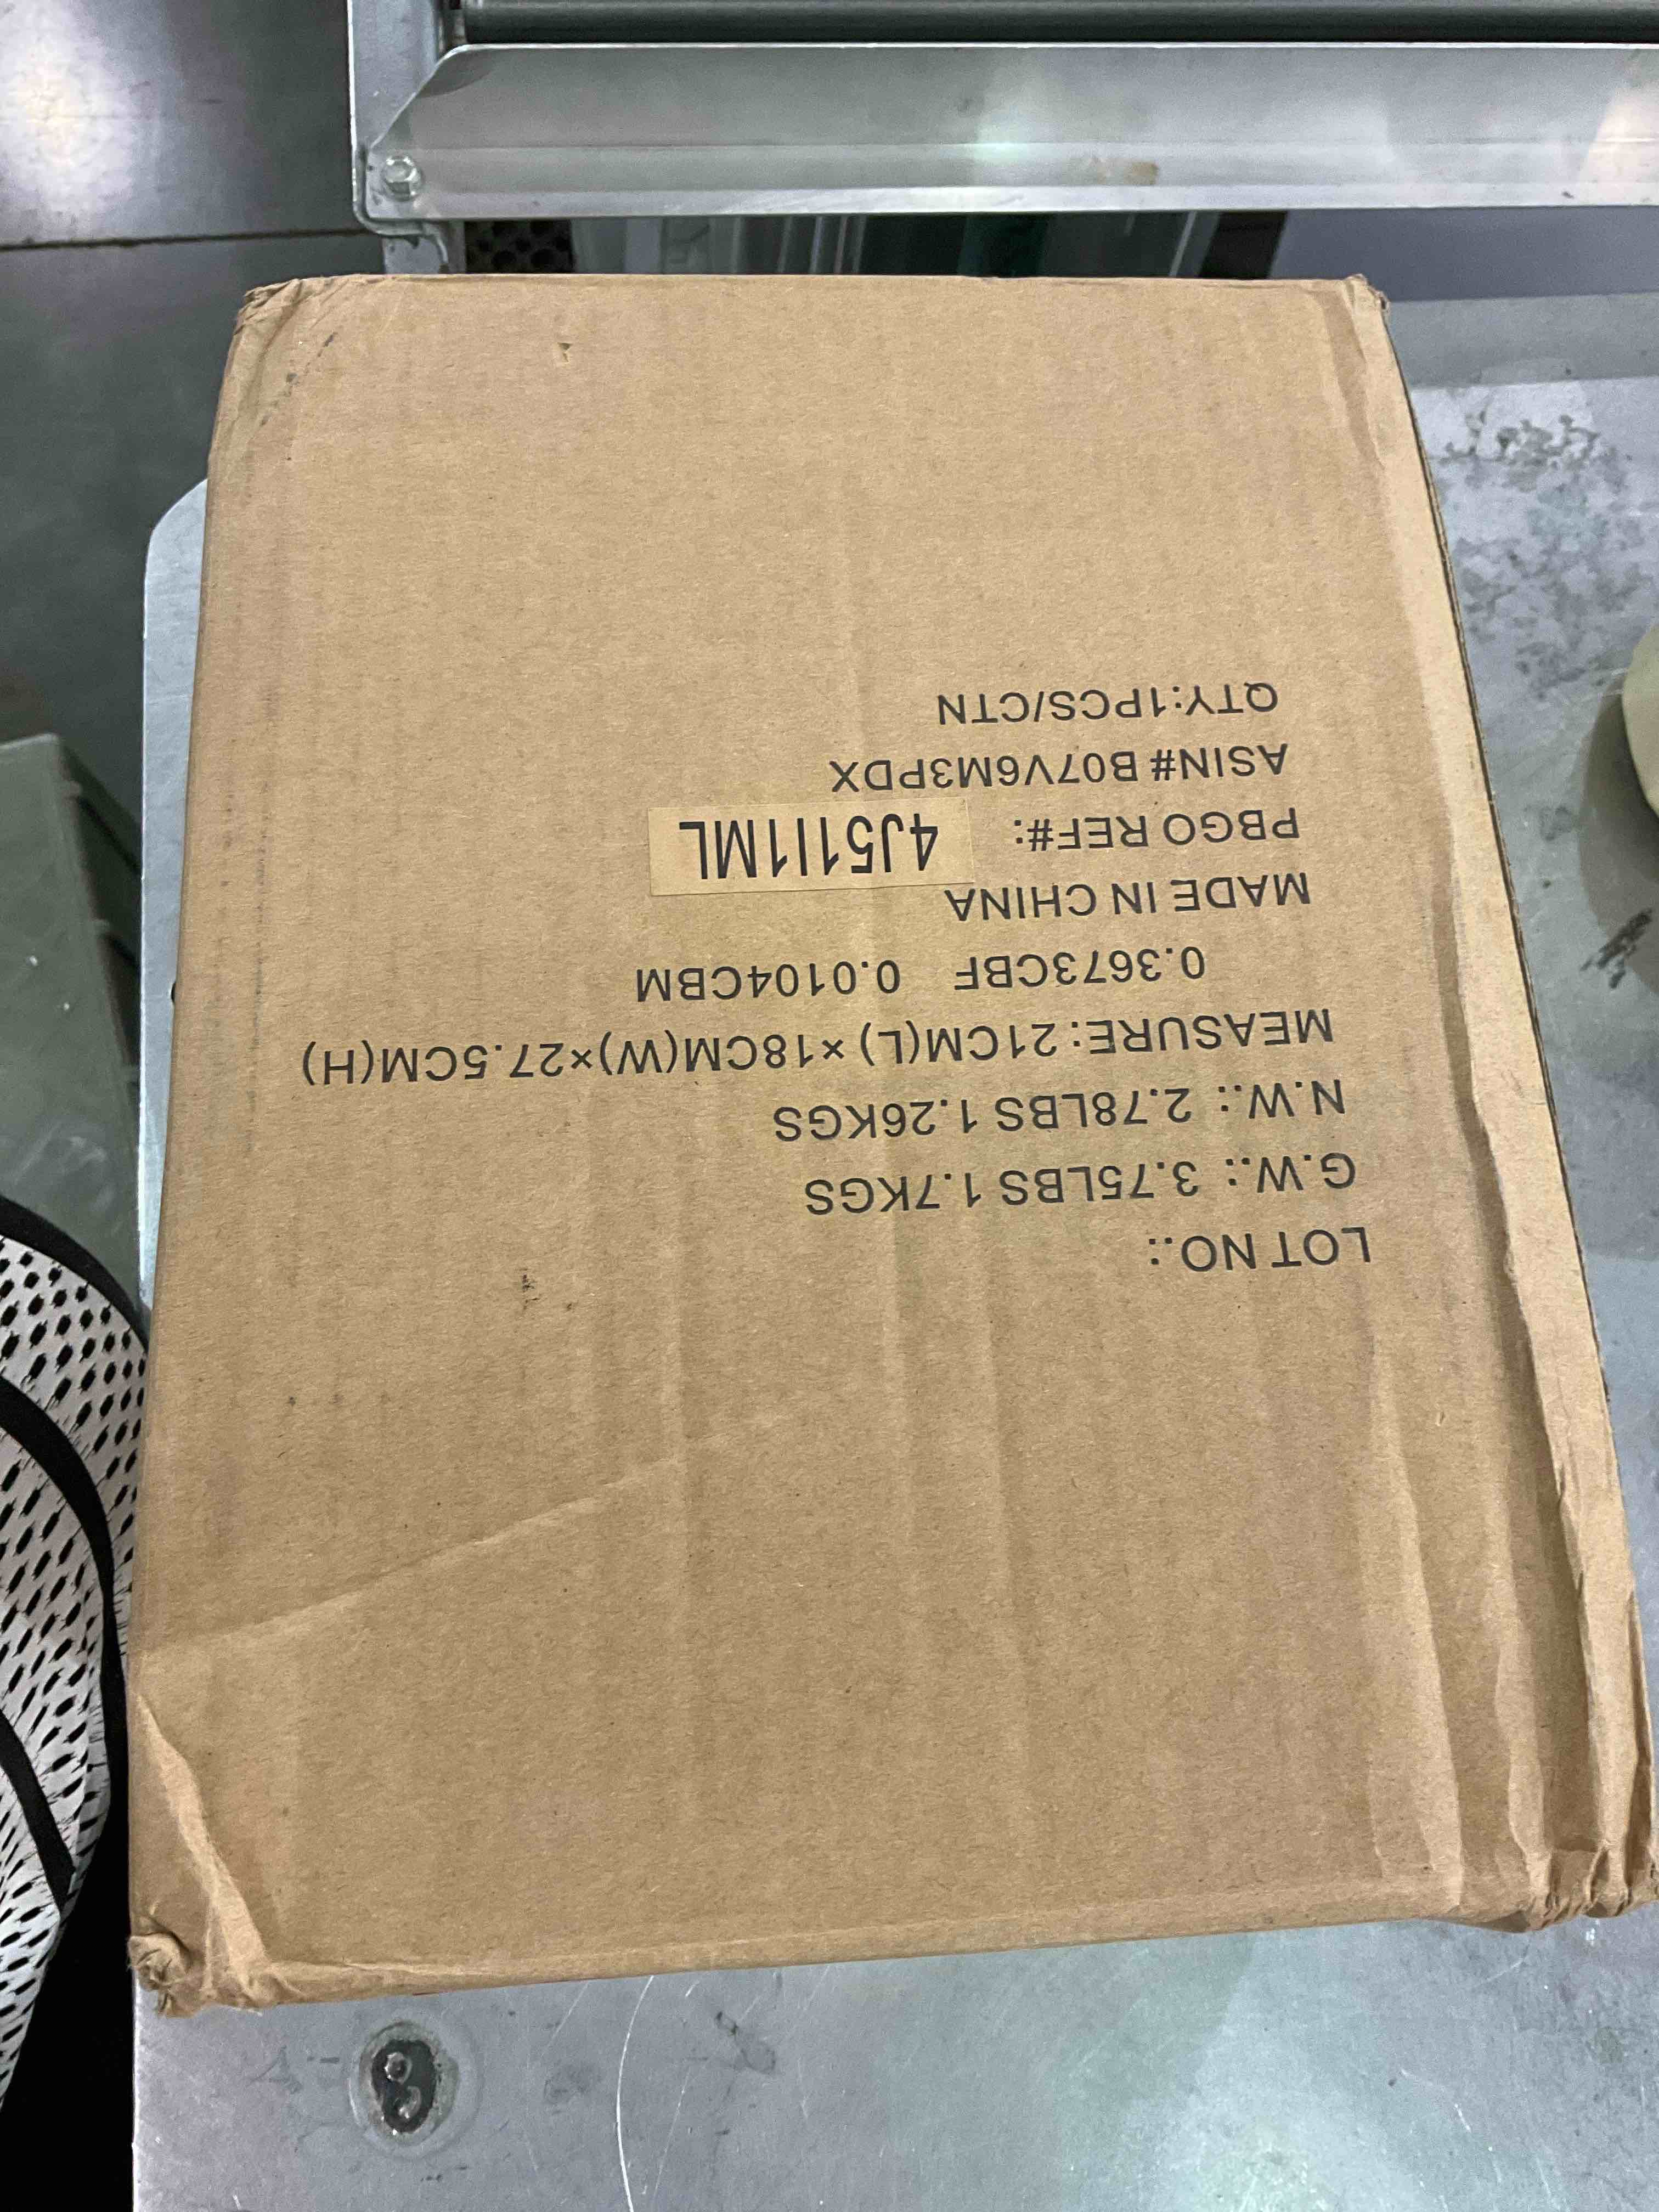 LOT NO.:
G.W.: 3.75LBS 1.7KGS
N.W.: 2.78LBS 1.26KGS
MEASURE: 21CM(L)×18CM(W)×27.5CM(H)
0.3673CBF 0.0104CBM
MADE IN CHINA
PBGO REF#: 4J51I1ML
ASIN# B07V6M3PDX
QTY:1PCS/CTN